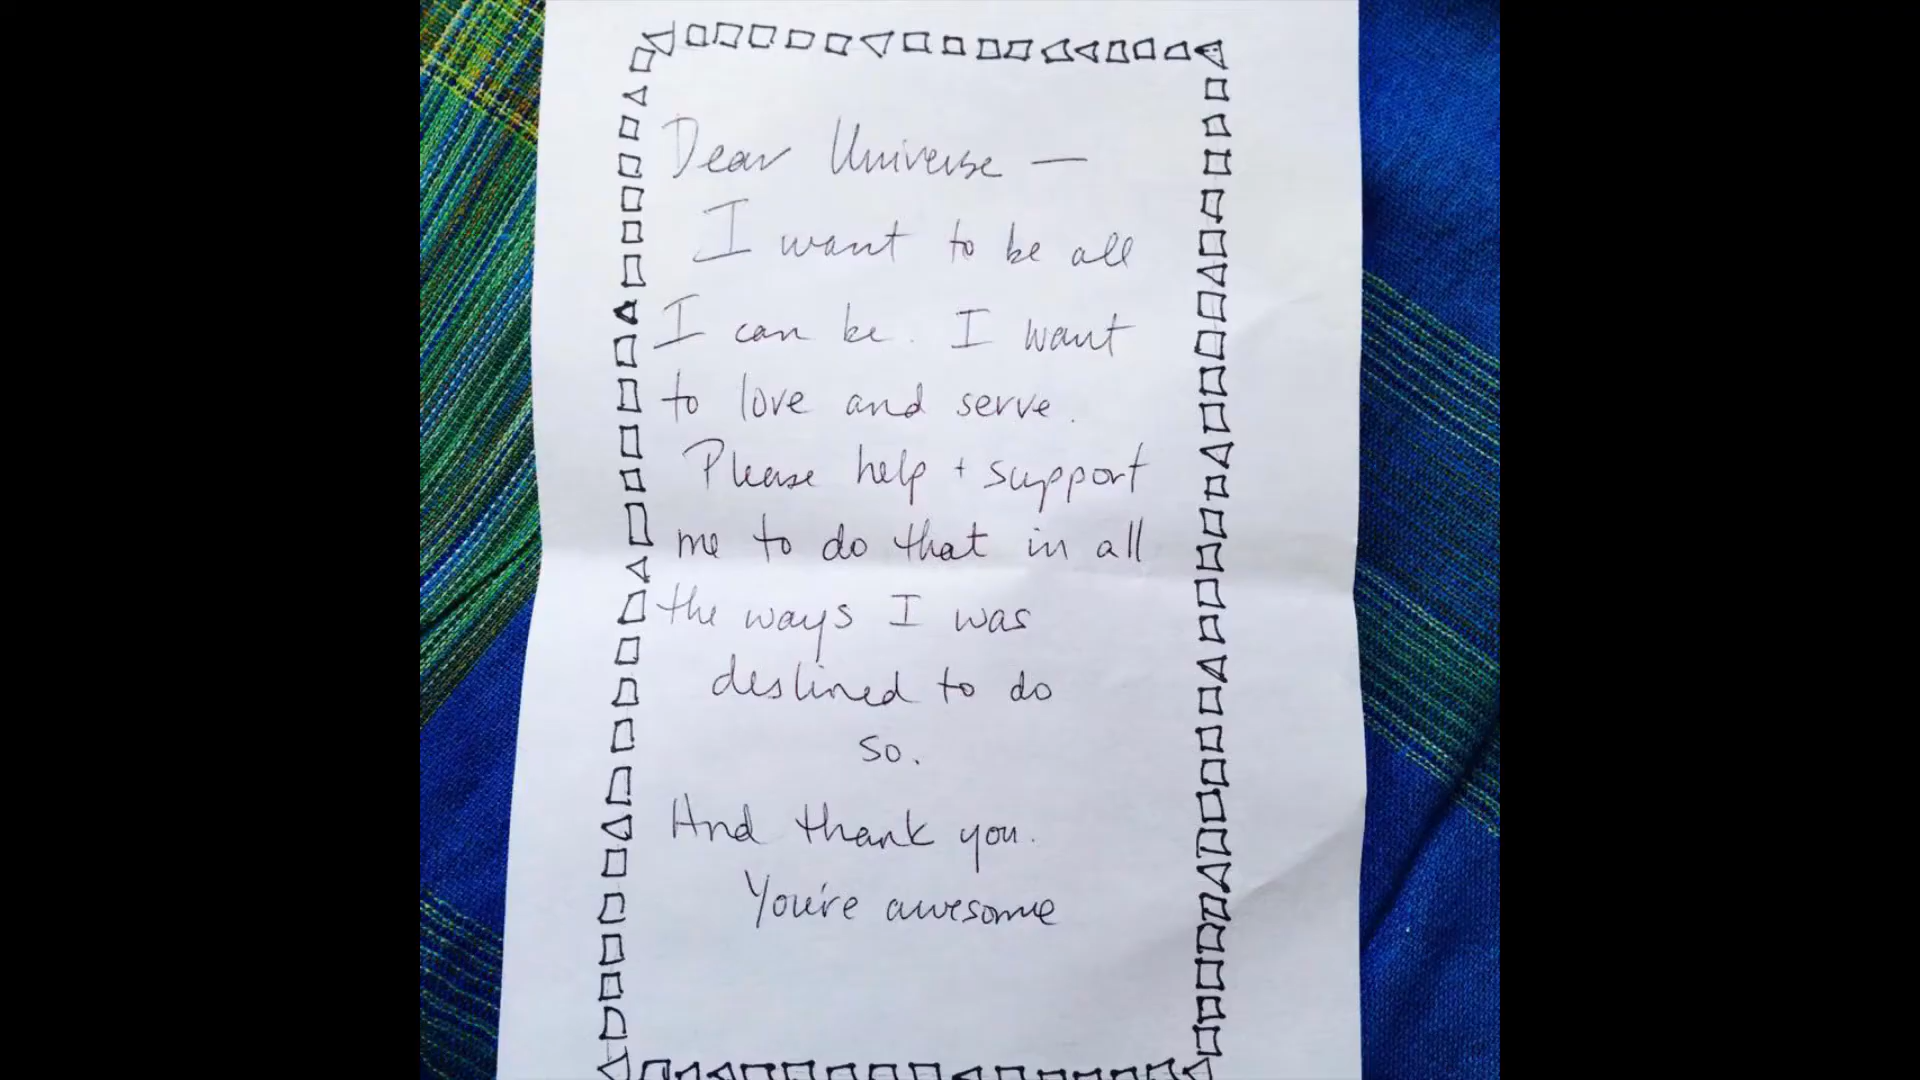 Dear Universe —
I want to be all
I can be. I want
to love and serve.
Please help + support
me to do that in all
the ways I was
destined to do
so.
And thank you.
You're awesome